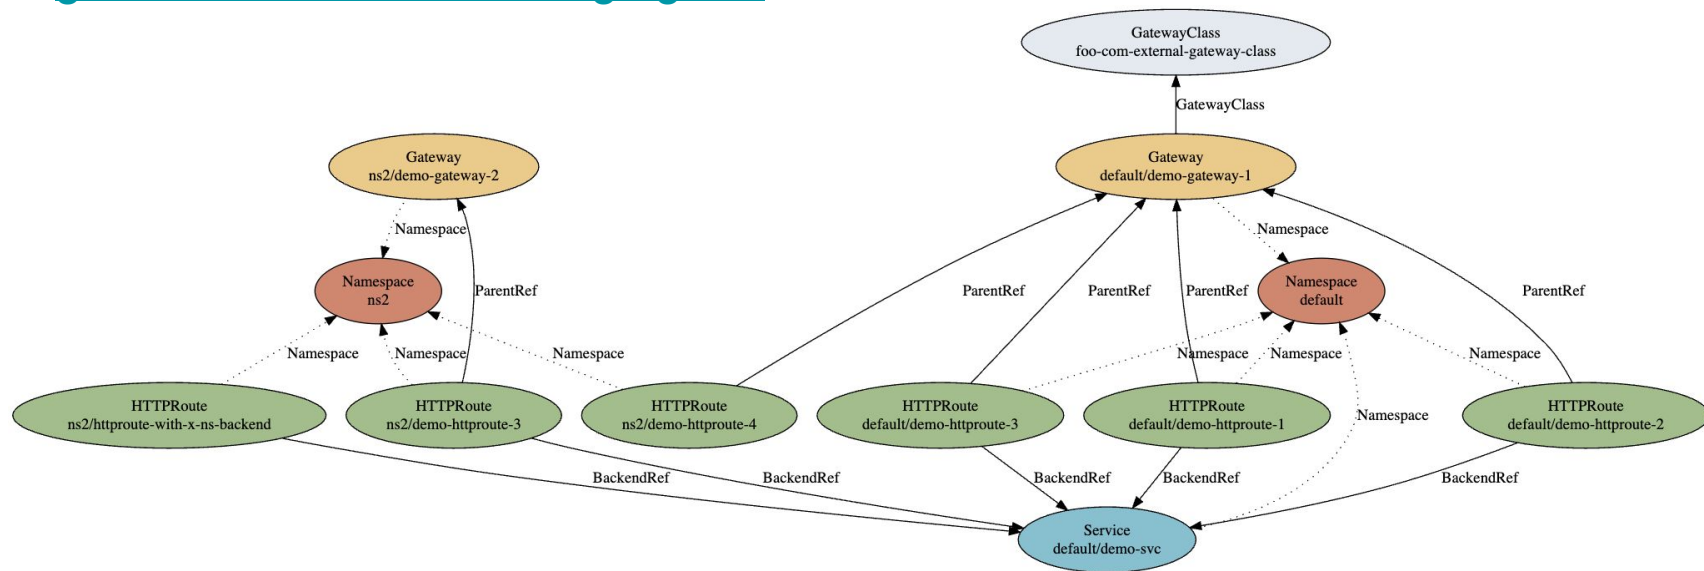 GatewayClass
foo-com-external-gateway-class
GatewayClass
Gateway
ns2/demo-gateway-2
Gateway
default/demo-gateway-1
Namespace
Namespace
Namespace
ns2
ParentRef
ParentRef
ParentRef
ParentRef
Namespace
default
ParentRef
Namespace
Namespace
Namespace
Namespace
Namespace
Namespace
HTTPRoute
ns2/httproute-with-x-ns-backend
HTTPRoute
ns2/demo-httproute-3
HTTPRoute
ns2/demo-httproute-4
HTTPRoute
default/demo-httproute-3
HTTPRoute
default/demo-httproute-1
Namespace
HTTPRoute
default/demo-httproute-2
BackendRef
BackendRef
BackendRef
BackendRef
BackendRef
Service
default/demo-svc